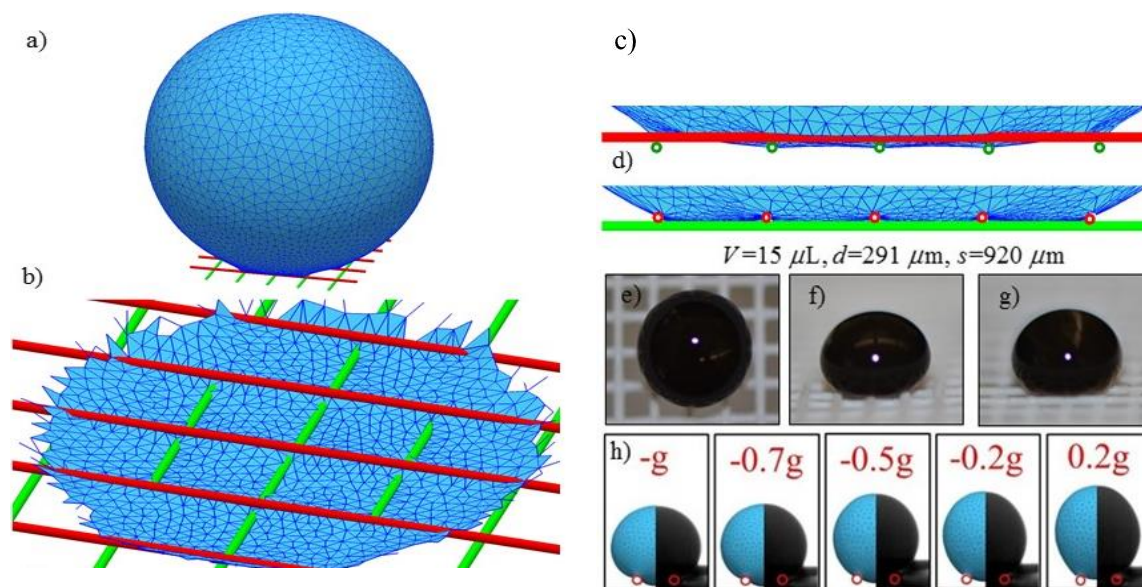 a)
b)
c)
d)
V=15 μL, d=291 μm, s=920 μm
e)
f)
g)
h)
-g
-0.7g
-0.5g
-0.2g
0.2g